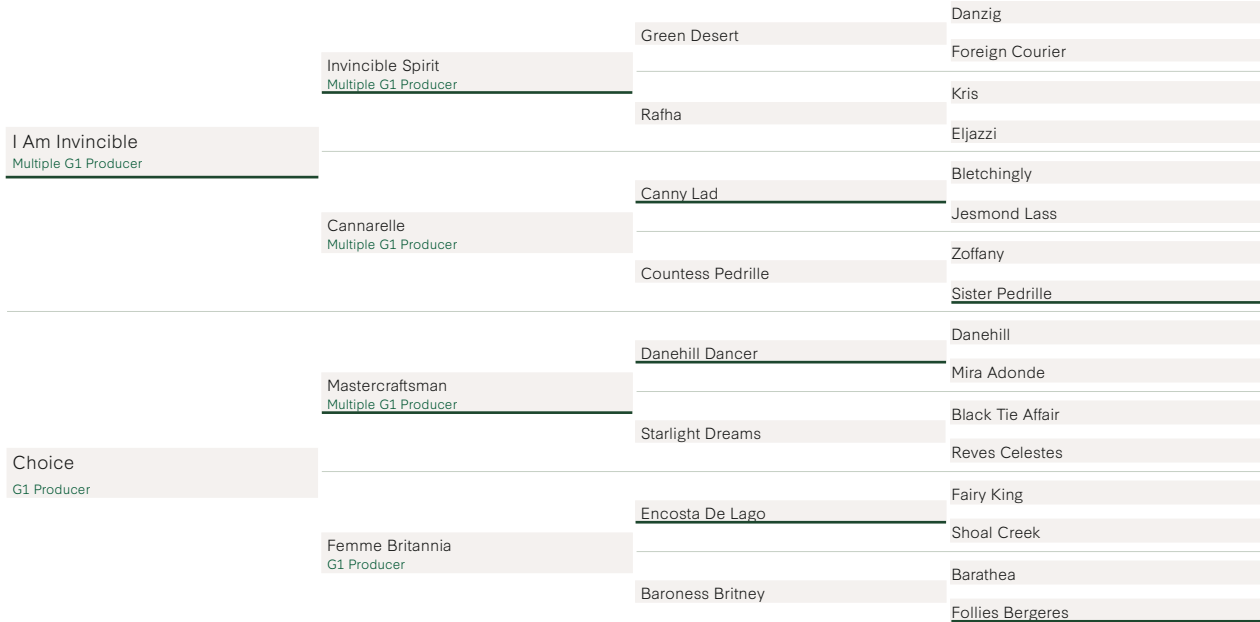 I Am Invincible
Multiple G1 Producer
Invincible Spirit
Multiple G1 Producer
Green Desert
Danzig
Foreign Courier
Rafha
Kris
Eljazzi
Cannarelle
Multiple G1 Producer
Canny Lad
Bletchingly
Jesmond Lass
Countess Pedrille
Zoffany
Sister Pedrille
Choice
G1 Producer
Mastercraftsman
Multiple G1 Producer
Danehill Dancer
Danehill
Mira Adonde
Starlight Dreams
Black Tie Affair
Reves Celestes
Femme Britannia
G1 Producer
Encosta De Lago
Fairy King
Shoal Creek
Baroness Britney
Barathea
Follies Bergeres